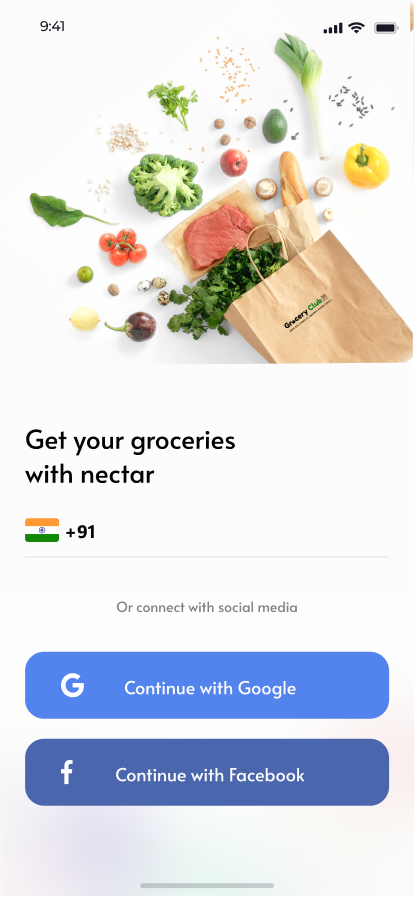 9:41
Grocery Club
Get your groceries
with nectar
+91
Or connect with social media
G Continue with Google
f Continue with Facebook